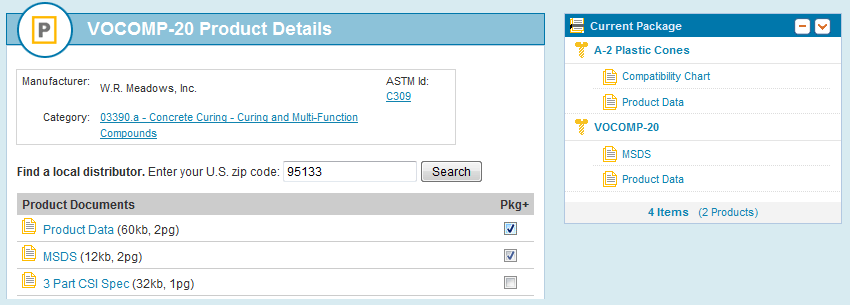 P
VOCOMP-20 Product Details
Manufacturer: W.R. Meadows, Inc. ASTM Id:
C309
Category: 03390.a - Concrete Curing - Curing and Multi-Function
Compounds
Find a local distributor. Enter your U.S. zip code: 95133 Search
Product Documents Pkg+
Product Data (60kb, 2pg)
MSDS (12kb, 2pg)
3 Part CSI Spec (32kb, 1pg)
Current Package
A-2 Plastic Cones
Compatibility Chart
Product Data
VOCOMP-20
MSDS
Product Data
4 Items (2 Products)